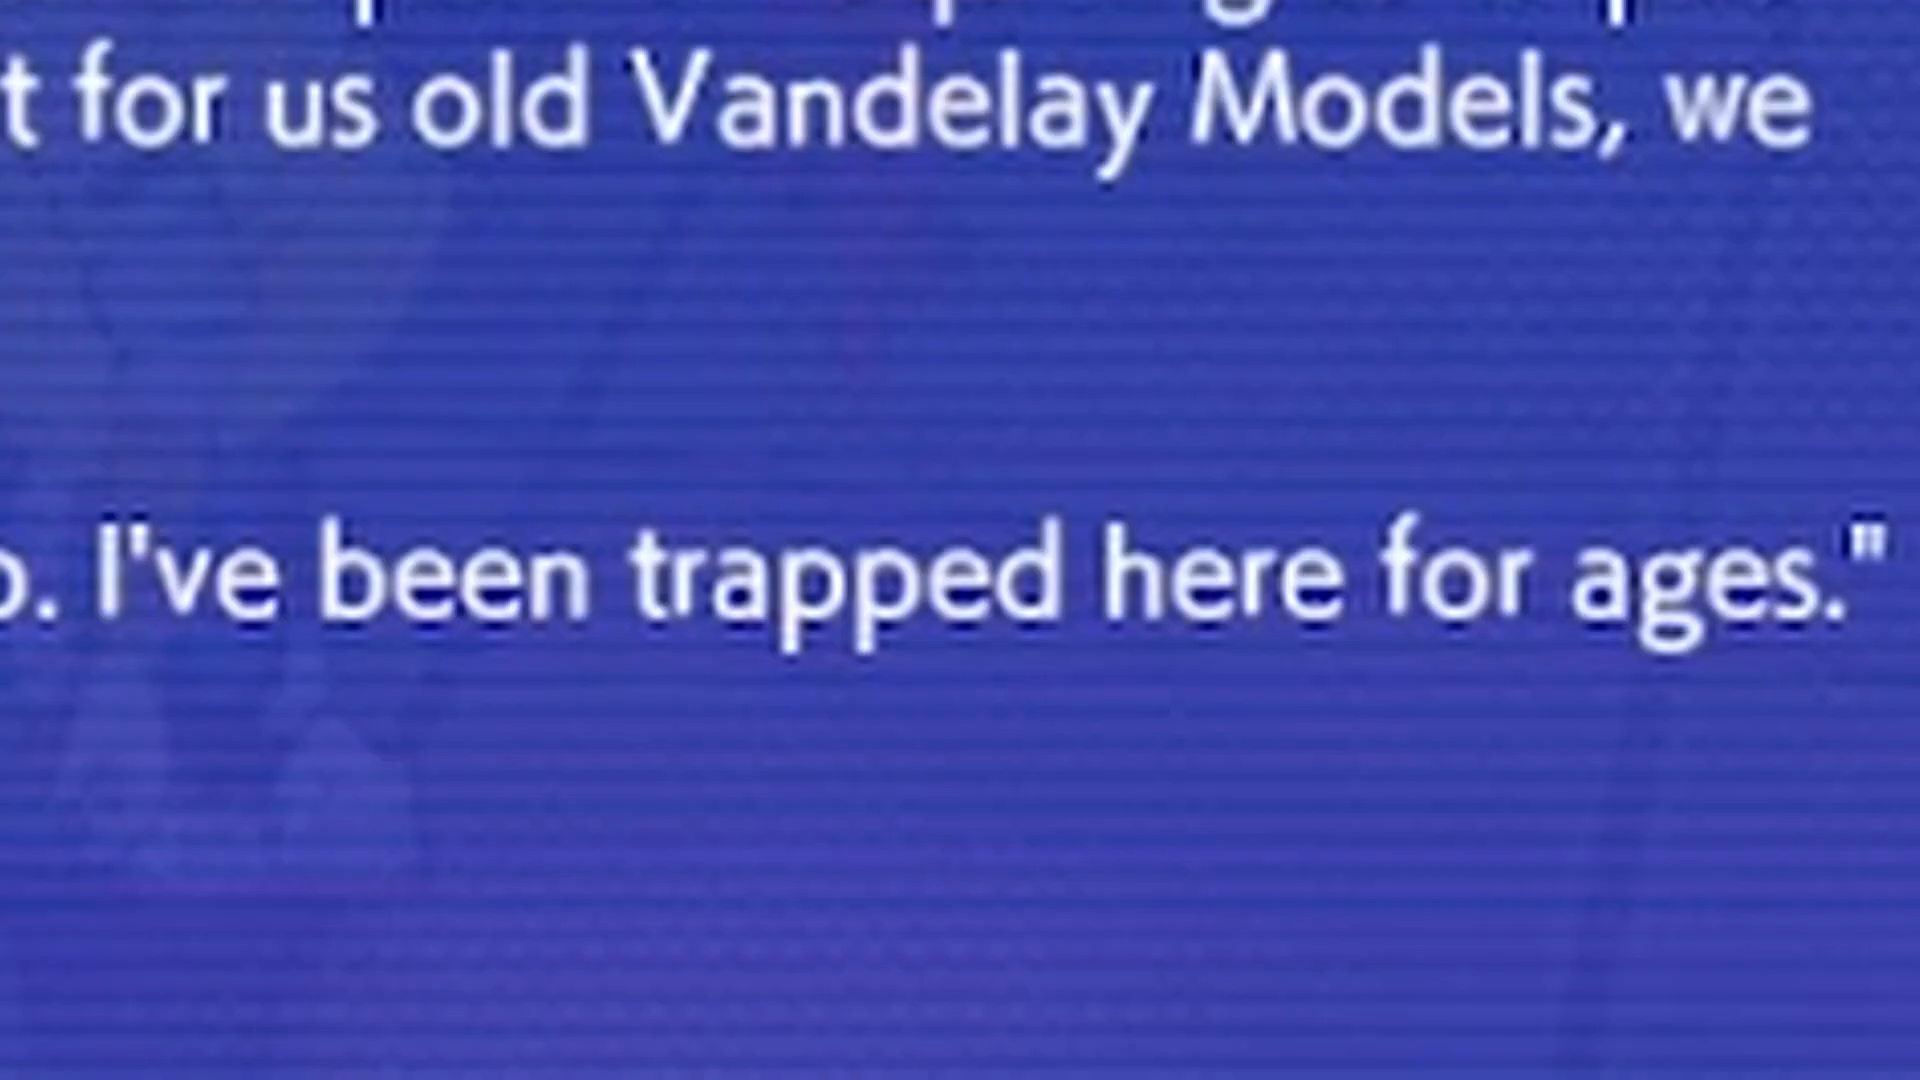 t for us old Vandelay Models, we
o. I've been trapped here for ages."